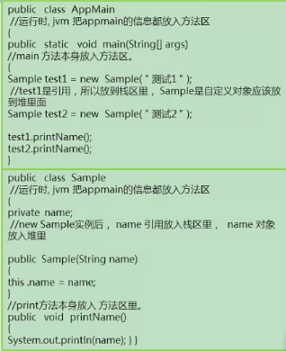 public   class  AppMain
//运行时, jvm 把appmain的信息都放入方法区
{
public   static   void  main(String[] args)
//main 方法本身放入方法区。
{
Sample test1 = new  Sample( " 测试1 " );
//test1是引用，所以放到栈区里， Sample是自定义对象应该放
到堆里面
Sample test2 = new  Sample( " 测试2 " );
test1.printName();
test2.printName();
}
public   class  Sample
//运行时, jvm 把appmain的信息都放入方法区
{
private  name;
//new Sample实例后， name 引用放入栈区里， name 对象
放入堆里
public  Sample(String name)
{
this .name = name;
}
//print方法本身放入 方法区里。
public   void  printName()
{
System.out.println(name); } }